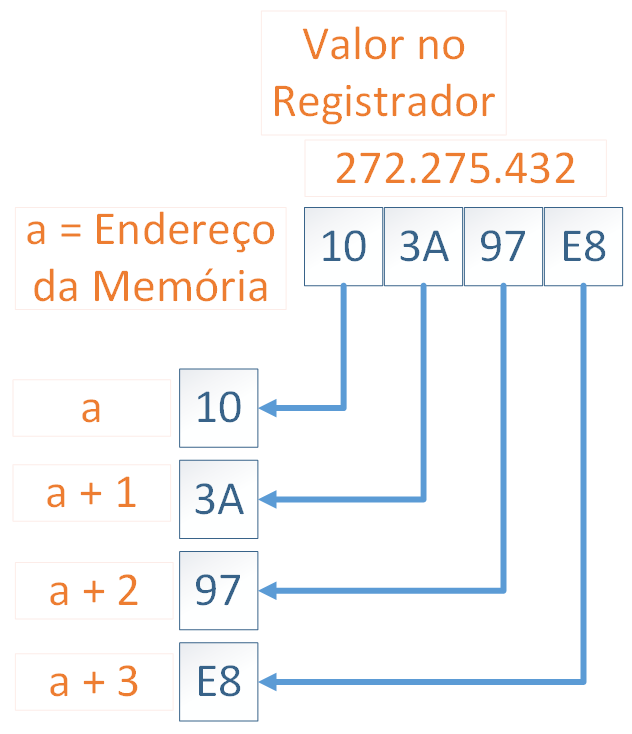 Valor no
Registrador
272.275.432
a = Endereço
da Memória
10 3A 97 E8
a 10
a + 1 3A
a + 2 97
a + 3 E8